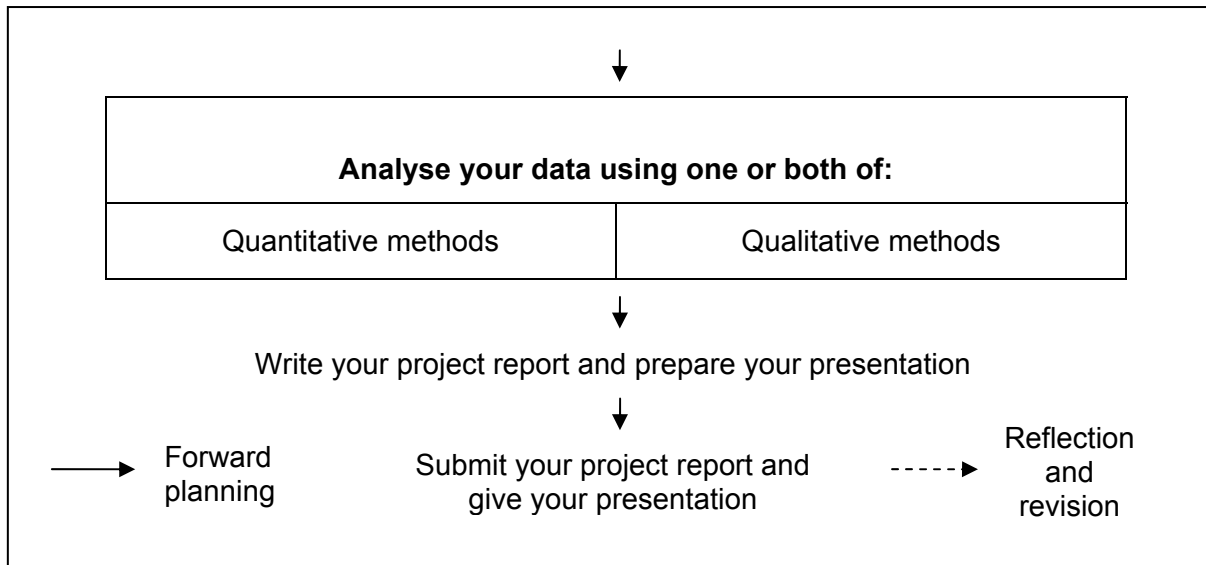 Analyse your data using one or both of:
Quantitative methods
Qualitative methods
Write your project report and prepare your presentation
Forward
planning
Submit your project report and
give your presentation
Reflection
and
revision